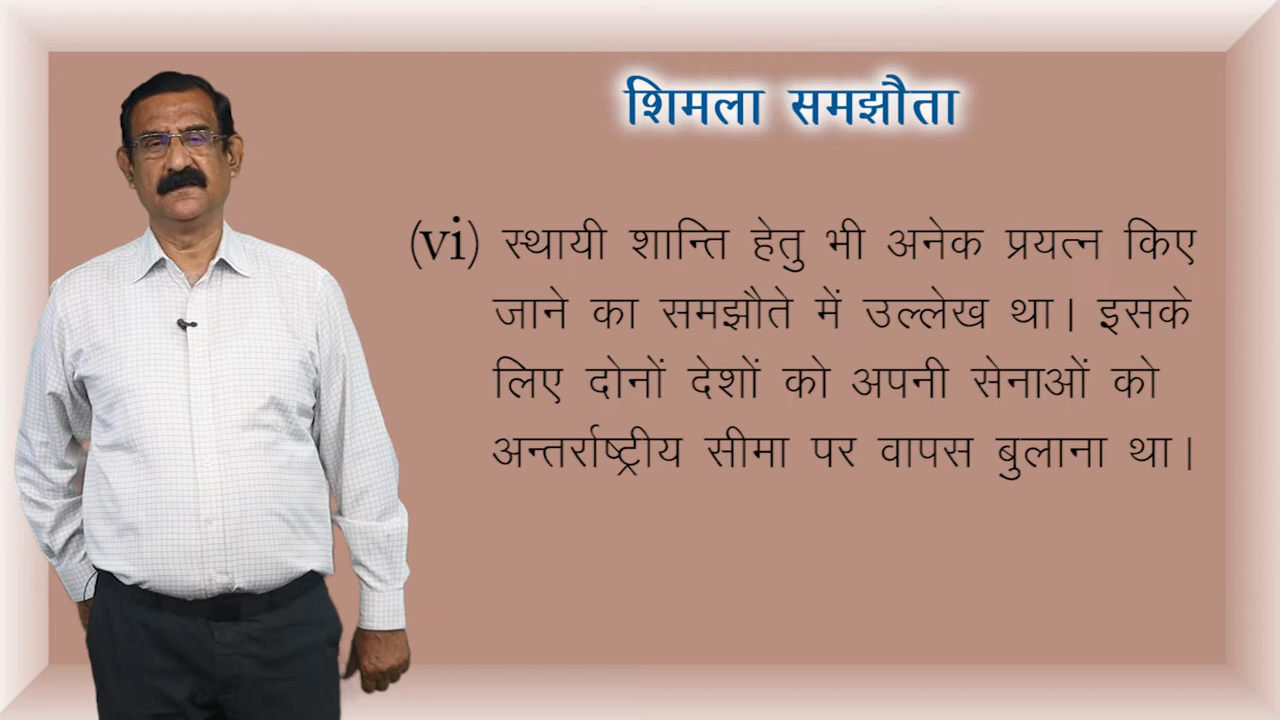 शिमला समझौता
(vi) स्थायी शान्ति हेतु भी अनेक प्रयत्न किए
जाने का समझौते में उल्लेख था। इसके
लिए दोनों देशों को अपनी सेनाओं को
अन्तर्राष्ट्रीय सीमा पर वापस बुलाना था।